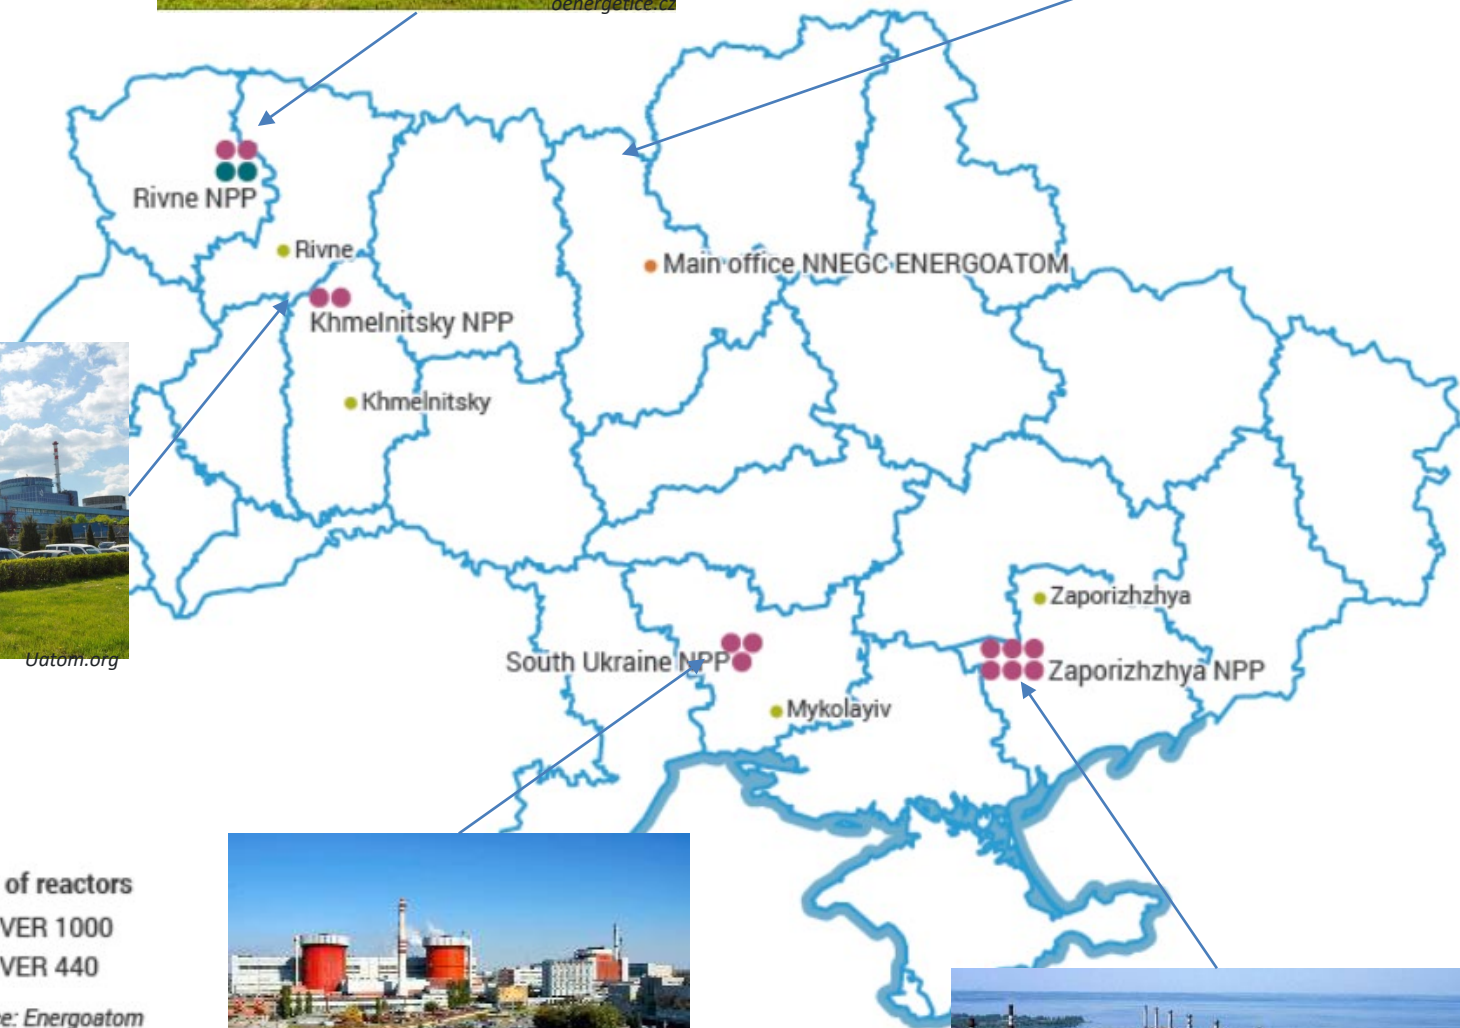 oenergetice.cz
Rivne NPP
Rivne
Main office NNEGC ENERGOATOM
Khmelnitsky NPP
Khmelnitsky
Uatom.org
Zaporizhzhya
South Ukraine NPP
Zaporizhzhya NPP
Mykolayiv
of reactors
VER 1000
VER 440
e: Energoatom